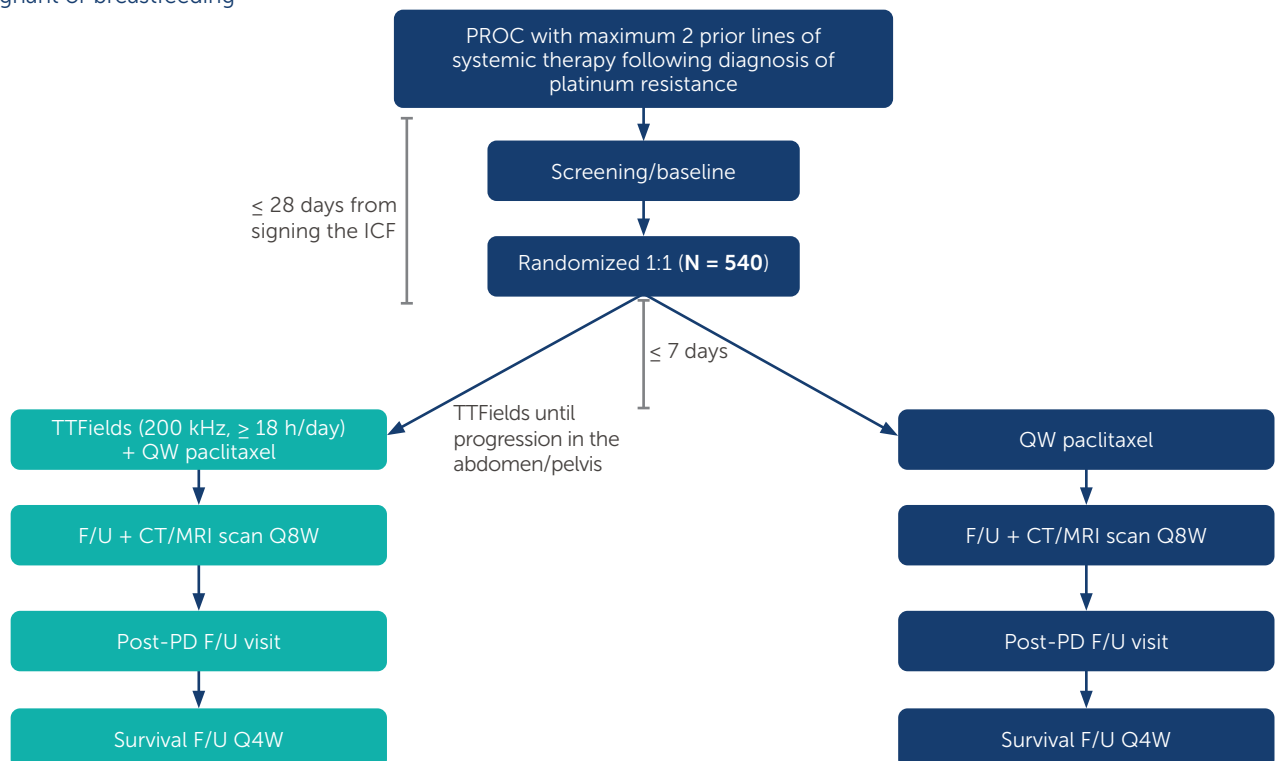 or breastfeeding
PROC with maximum 2 prior lines of
systemic therapy following diagnosis of
platinum resistance
Screening/baseline
≤ 28 days from
signing the ICF
Randomized 1:1 (N = 540)
≤ 7 days
TTFields until
progression in the
abdomen/pelvis
TTFields (200 kHz, ≥ 18 h/day)
+ QW paclitaxel
QW paclitaxel
F/U + CT/MRI scan Q8W
F/U + CT/MRI scan Q8W
Post-PD F/U visit
Post-PD F/U visit
Survival F/U Q4W
Survival F/U Q4W